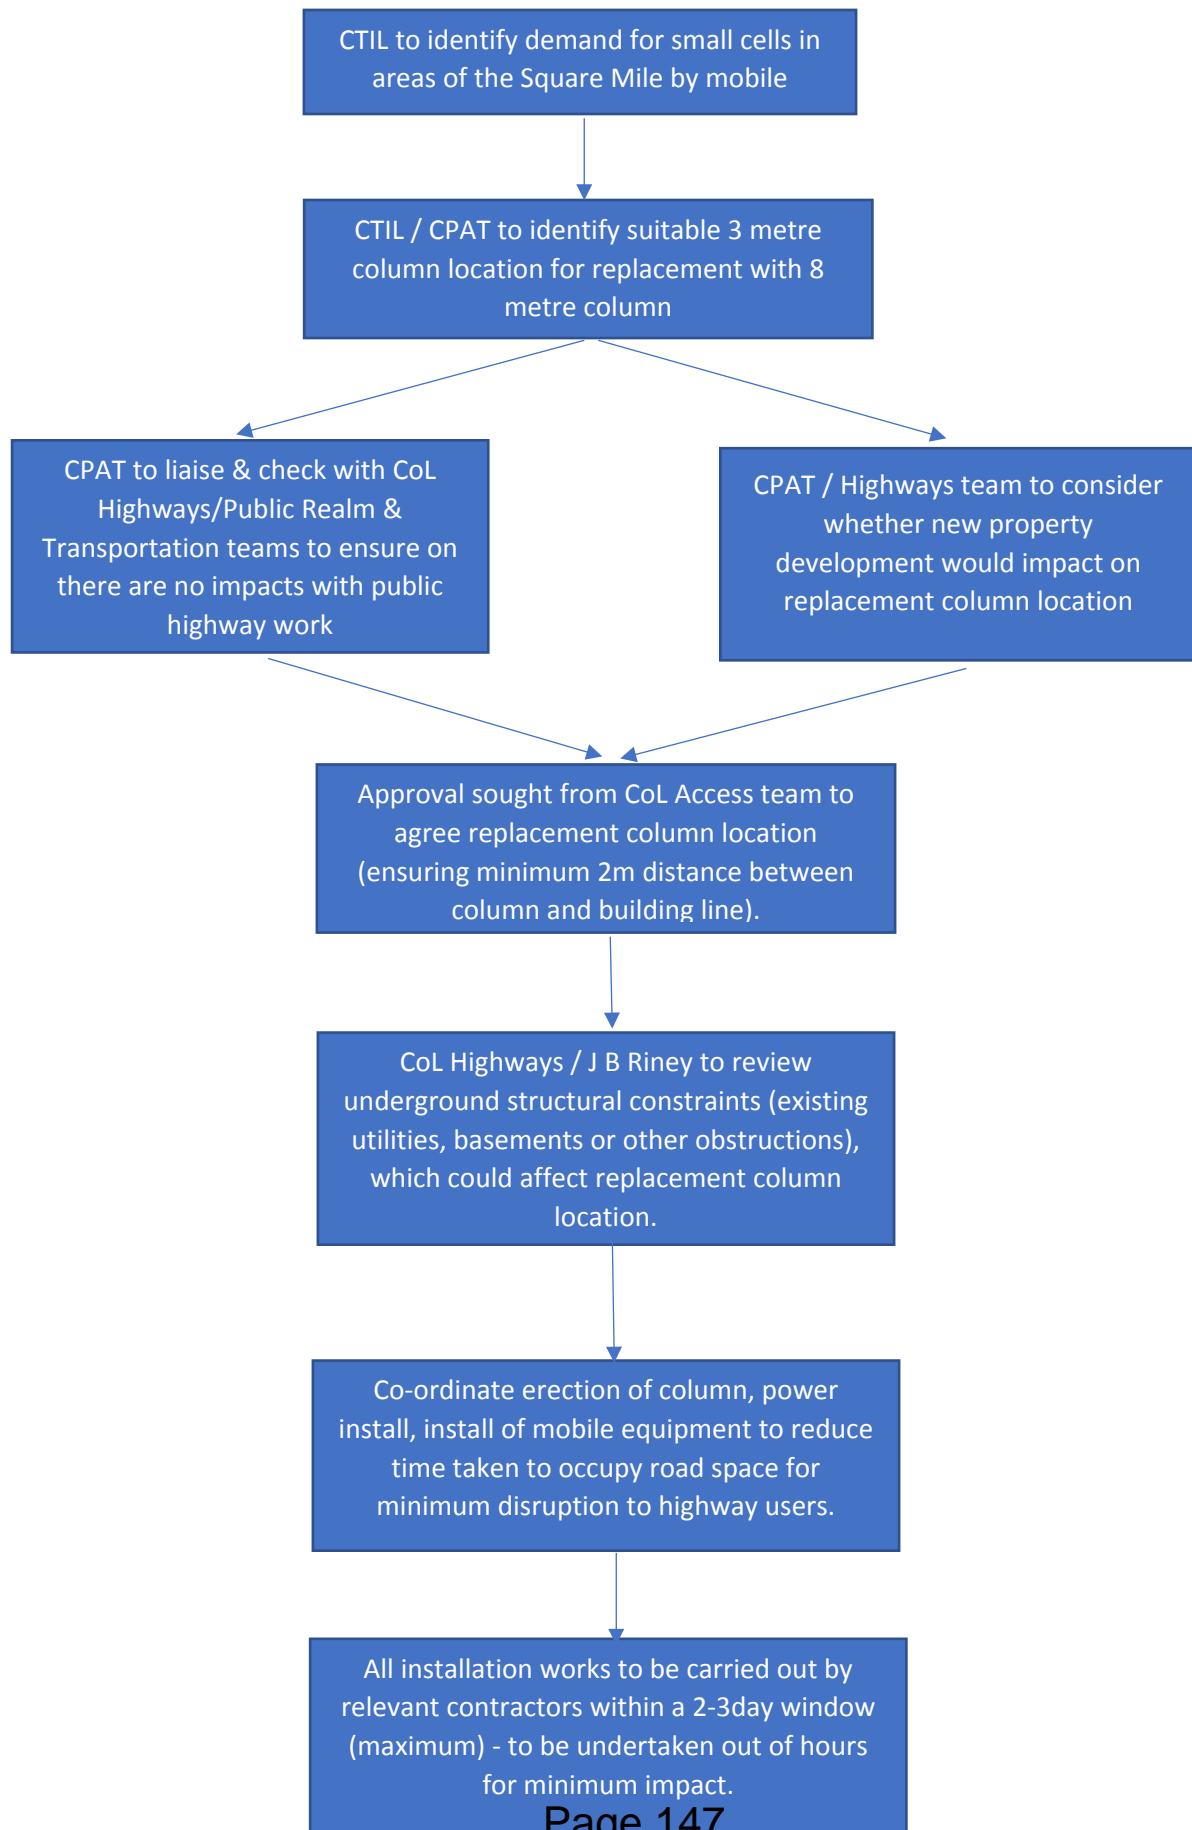 CTIL to identify demand for small cells in
areas of the Square Mile by mobile
CTIL / CPAT to identify suitable 3 metre
column location for replacement with 8
metre column
CPAT to liaise & check with CoL
Highways/Public Realm &
Transportation teams to ensure on
there are no impacts with public
highway work
CPAT / Highways team to consider
whether new property
development would impact on
replacement column location
Approval sought from CoL Access team to
agree replacement column location
(ensuring minimum 2m distance between
column and building line).
CoL Highways / J B Riney to review
underground structural constraints (existing
utilities, basements or other obstructions),
which could affect replacement column
location.
Co-ordinate erection of column, power
install, install of mobile equipment to reduce
time taken to occupy road space for
minimum disruption to highway users.
All installation works to be carried out by
relevant contractors within a 2-3day window
(maximum) - to be undertaken out of hours
for minimum impact.
Page 147